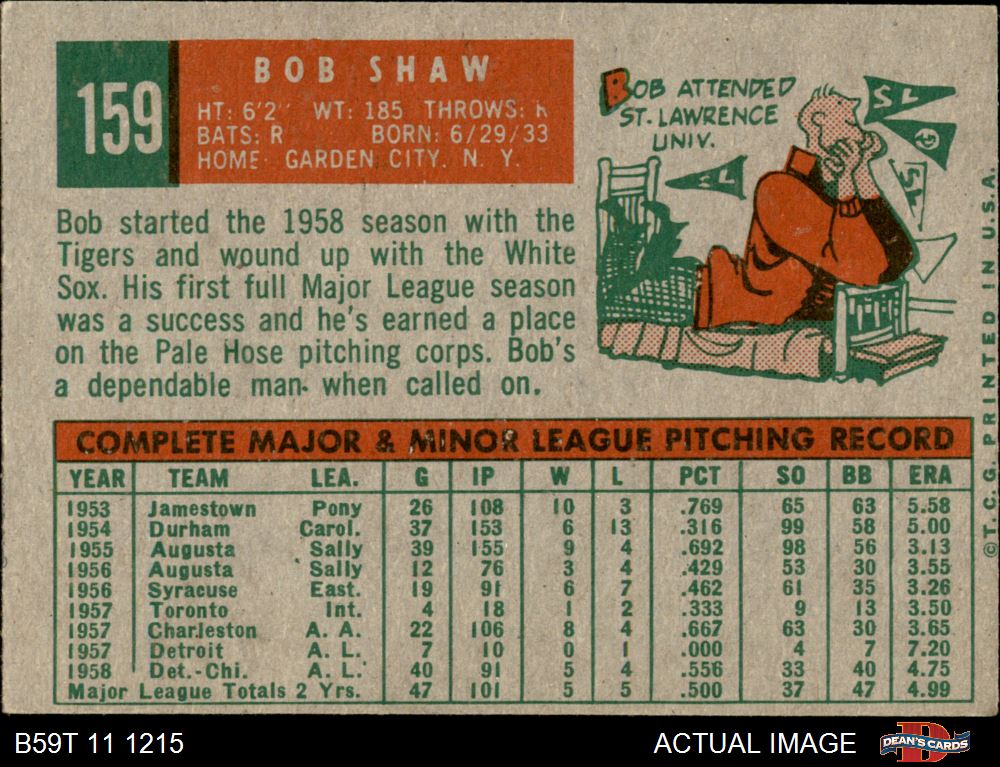 159
BOB SHAW
HT: 6'2" WT: 185 THROWS: R
BATS: R BORN: 6/29/33
HOME: GARDEN CITY, N. Y.
Bob started the 1958 season with the
Tigers and wound up with the White
Sox. His first full Major League season
was a success and he's earned a place
on the Pale Hose pitching corps. Bob's
a dependable man when called on.
BOB ATTENDED
ST. LAWRENCE
UNIV.
SL
G
SL
SL
COMPLETE MAJOR & MINOR LEAGUE PITCHING RECORD
YEAR TEAM LEA. G IP W L PCT SO BB ERA
1953 Jamestown Pony 26 108 10 3 .769 65 63 5.58
1954 Durham Carol. 37 153 6 13 .316 99 58 5.00
1955 Augusta Sally 39 155 9 4 .692 98 56 3.13
1956 Augusta Sally 12 76 3 4 .429 53 30 3.55
1956 Syracuse East. 19 91 6 7 .462 61 35 3.26
1957 Toronto Int. 4 18 1 2 .333 9 13 3.50
1957 Charleston A. A. 22 106 8 4 .667 63 30 3.65
1957 Detroit A. L. 7 10 0 1 .000 4 7 7.20
1958 Det.-Chi. A. L. 40 91 5 4 .556 33 40 4.75
Major League Totals 2 Yrs. 47 101 5 5 .500 37 47 4.99
©T. C. G. PRINTED IN U.S.A.
B59T 11 1215
ACTUAL IMAGE
D
DEAN'S CARDS